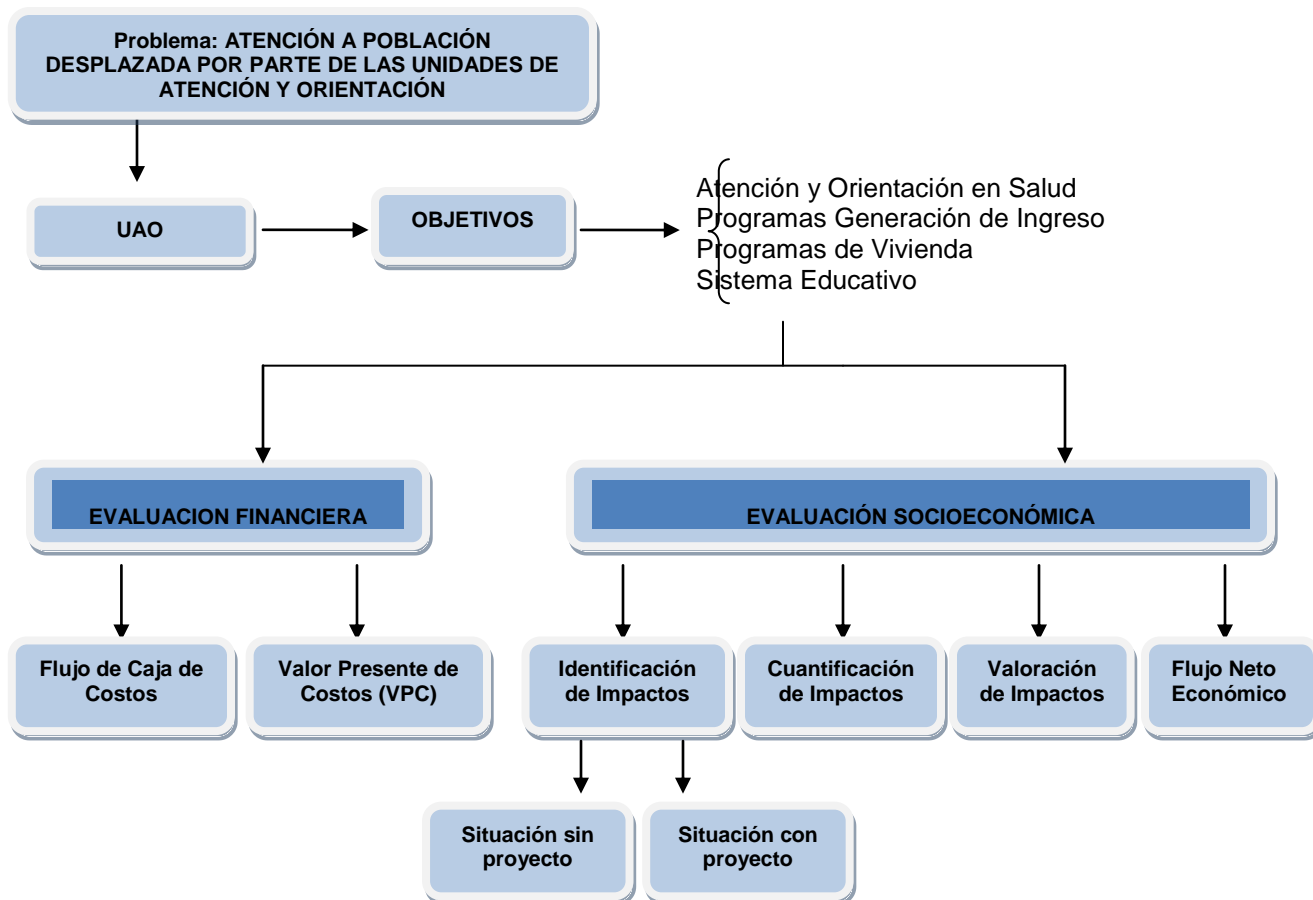 Problema: ATENCIÓN A POBLACIÓN
DESPLAZADA POR PARTE DE LAS UNIDADES DE
ATENCIÓN Y ORIENTACIÓN
UAO
OBJETIVOS
Atención y Orientación en Salud
Programas Generación de Ingreso
Programas de Vivienda
Sistema Educativo
EVALUACION FINANCIERA
EVALUACIÓN SOCIOECONÓMICA
Flujo de Caja de
Costos
Valor Presente de
Costos (VPC)
Identificación
de Impactos
Cuantificación
de Impactos
Valoración
de Impactos
Flujo Neto
Económico
Situación sin
proyecto
Situación con
proyecto